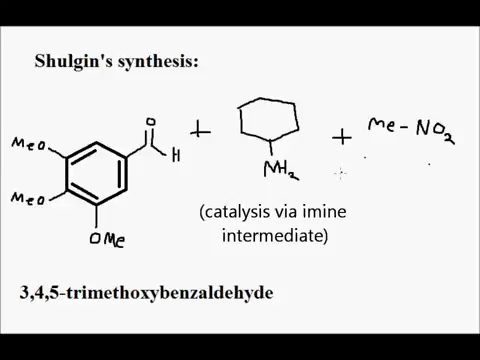 Shulgin's synthesis:
MeO
MeO
OMe
O
H
+
NH2
+
Me-NO2
(catalysis via imine
intermediate)
3,4,5-trimethoxybenzaldehyde